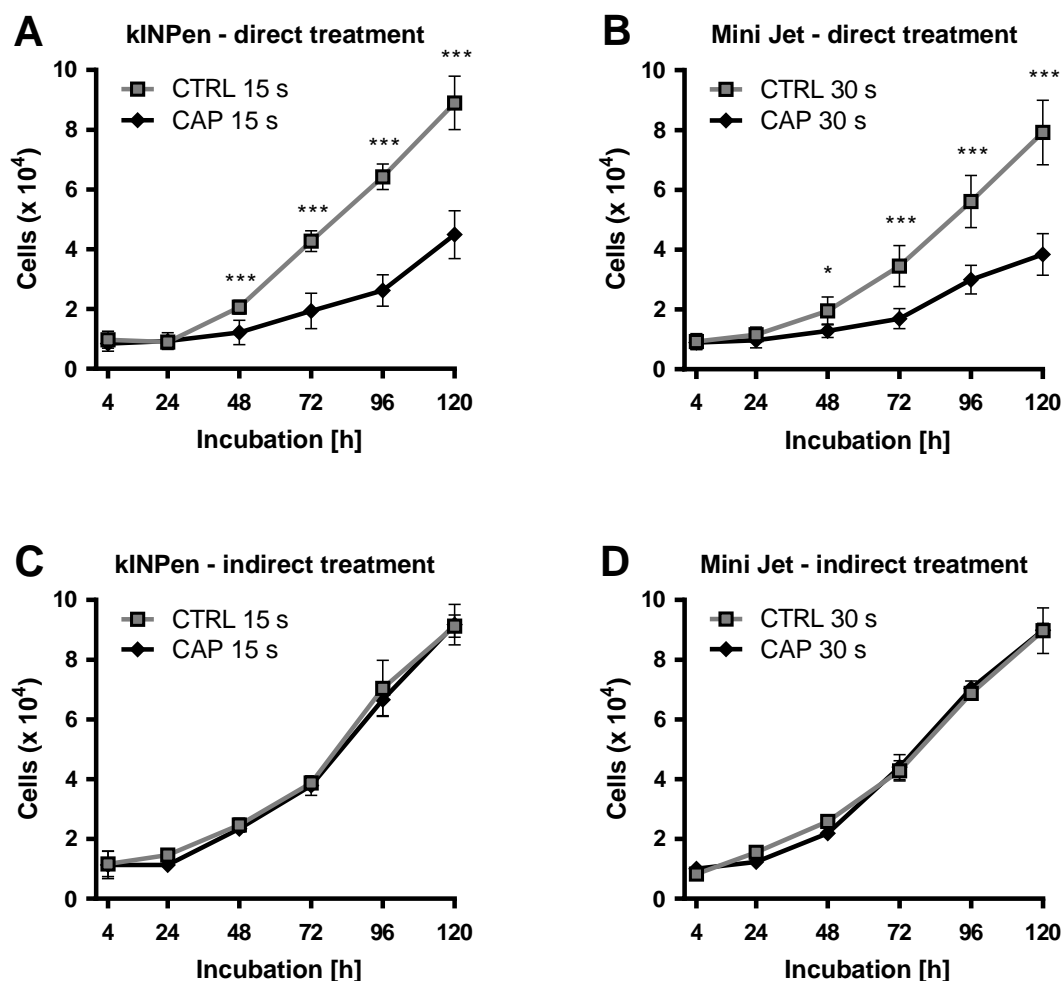 A
kINPen - direct treatment
CTRL 15 s
CAP 15 s
***
***
***
***
10
8
6
4
2
0
Cells (x 10⁴)
4 24 48 72 96 120
Incubation [h]
B
Mini Jet - direct treatment
CTRL 30 s
CAP 30 s
***
***
***
*
10
8
6
4
2
0
Cells (x 10⁴)
4 24 48 72 96 120
Incubation [h]
C
kINPen - indirect treatment
CTRL 15 s
CAP 15 s
10
8
6
4
2
0
Cells (x 10⁴)
4 24 48 72 96 120
Incubation [h]
D
Mini Jet - indirect treatment
CTRL 30 s
CAP 30 s
10
8
6
4
2
0
Cells (x 10⁴)
4 24 48 72 96 120
Incubation [h]